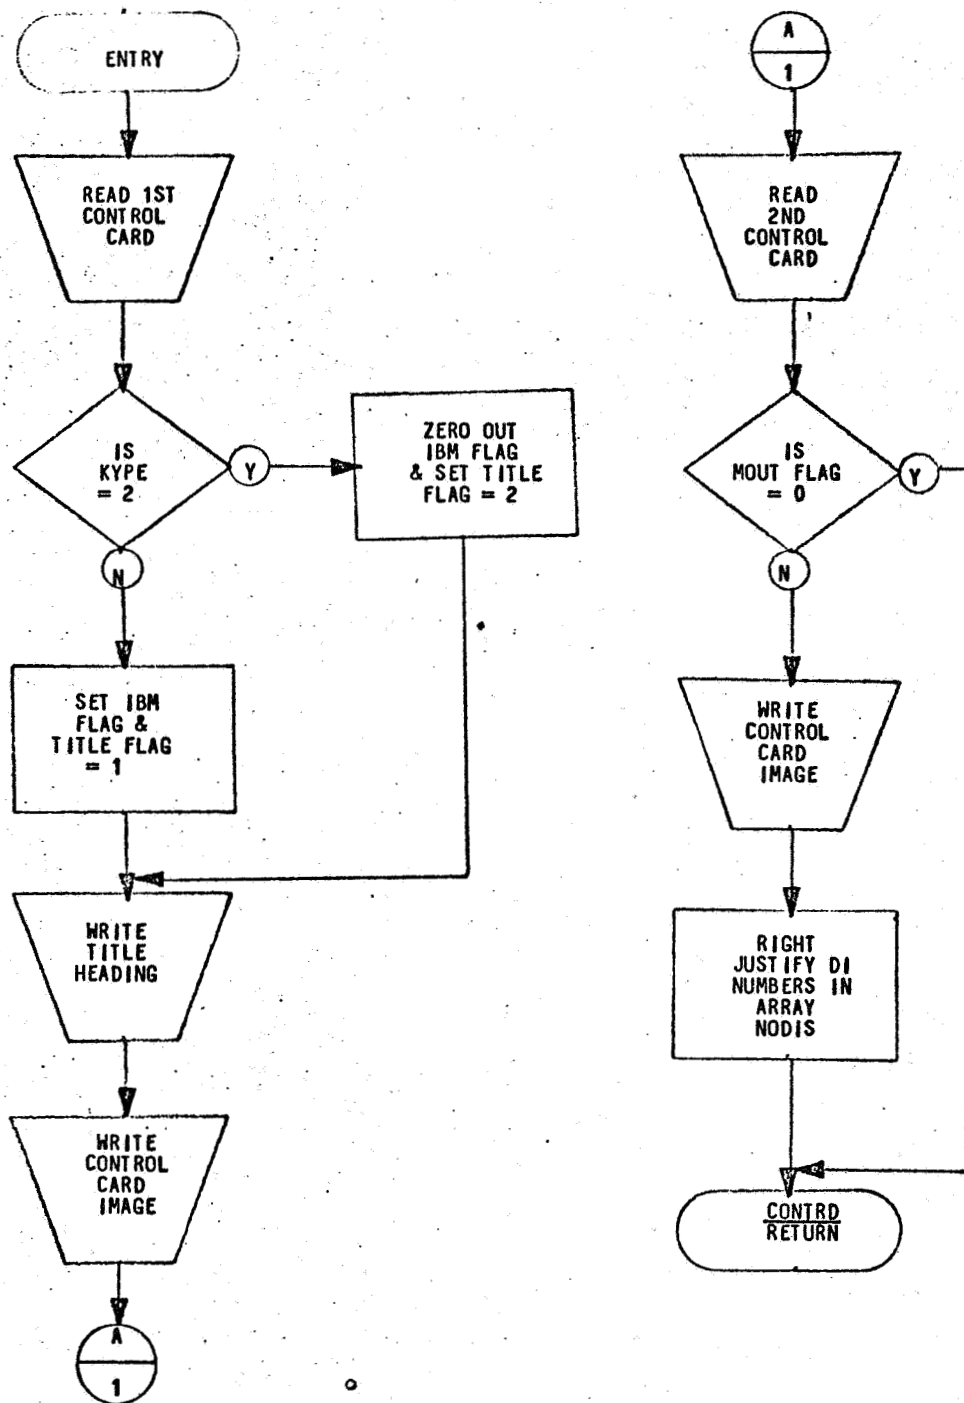 ENTRY
READ 1ST
CONTROL
CARD
IS
KYPE
= 2
Y
ZERO OUT
IBM FLAG
& SET TITLE
FLAG = 2
N
SET IBM
FLAG &
TITLE FLAG
= 1
WRITE
TITLE
HEADING
WRITE
CONTROL
CARD
IMAGE
A
1
A
1
READ
2ND
CONTROL
CARD
IS
MOUT FLAG
= 0
Y
N
WRITE
CONTROL
CARD
IMAGE
RIGHT
JUSTIFY DI
NUMBERS IN
ARRAY
NODIS
CONTRD
RETURN